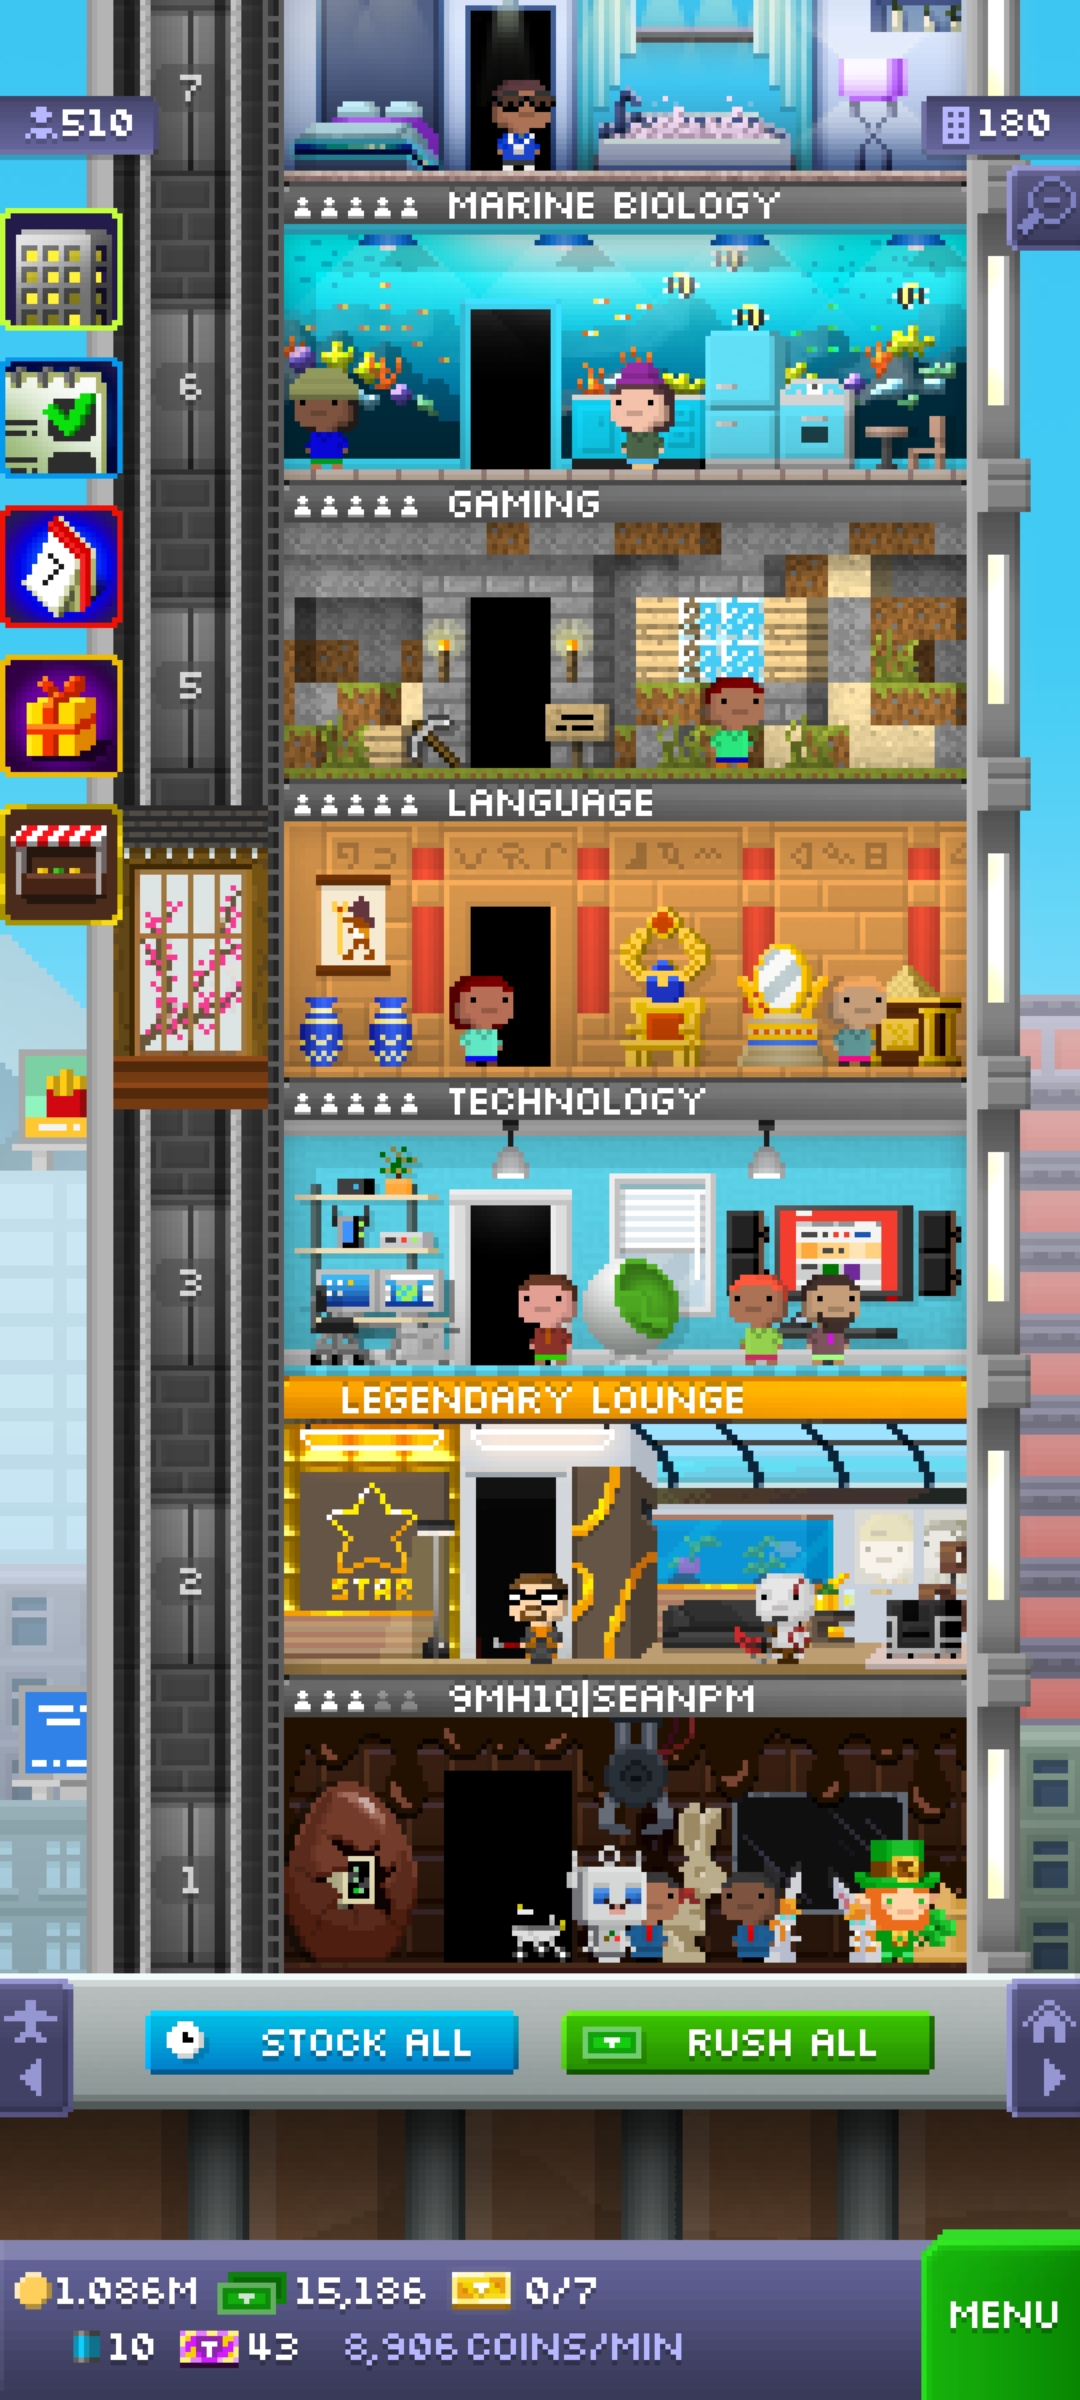 7
510
180
MARINE BIOLOGY
6
GAMING
?
5
LANGUAGE
TECHNOLOGY
3
LEGENDARY LOUNGE
STAR
2
9MH1Q|SEANPM
1
STOCK ALL
RUSH ALL
1.086M 15,186 0/7
10 43 8,906 COINS/MIN
MENU